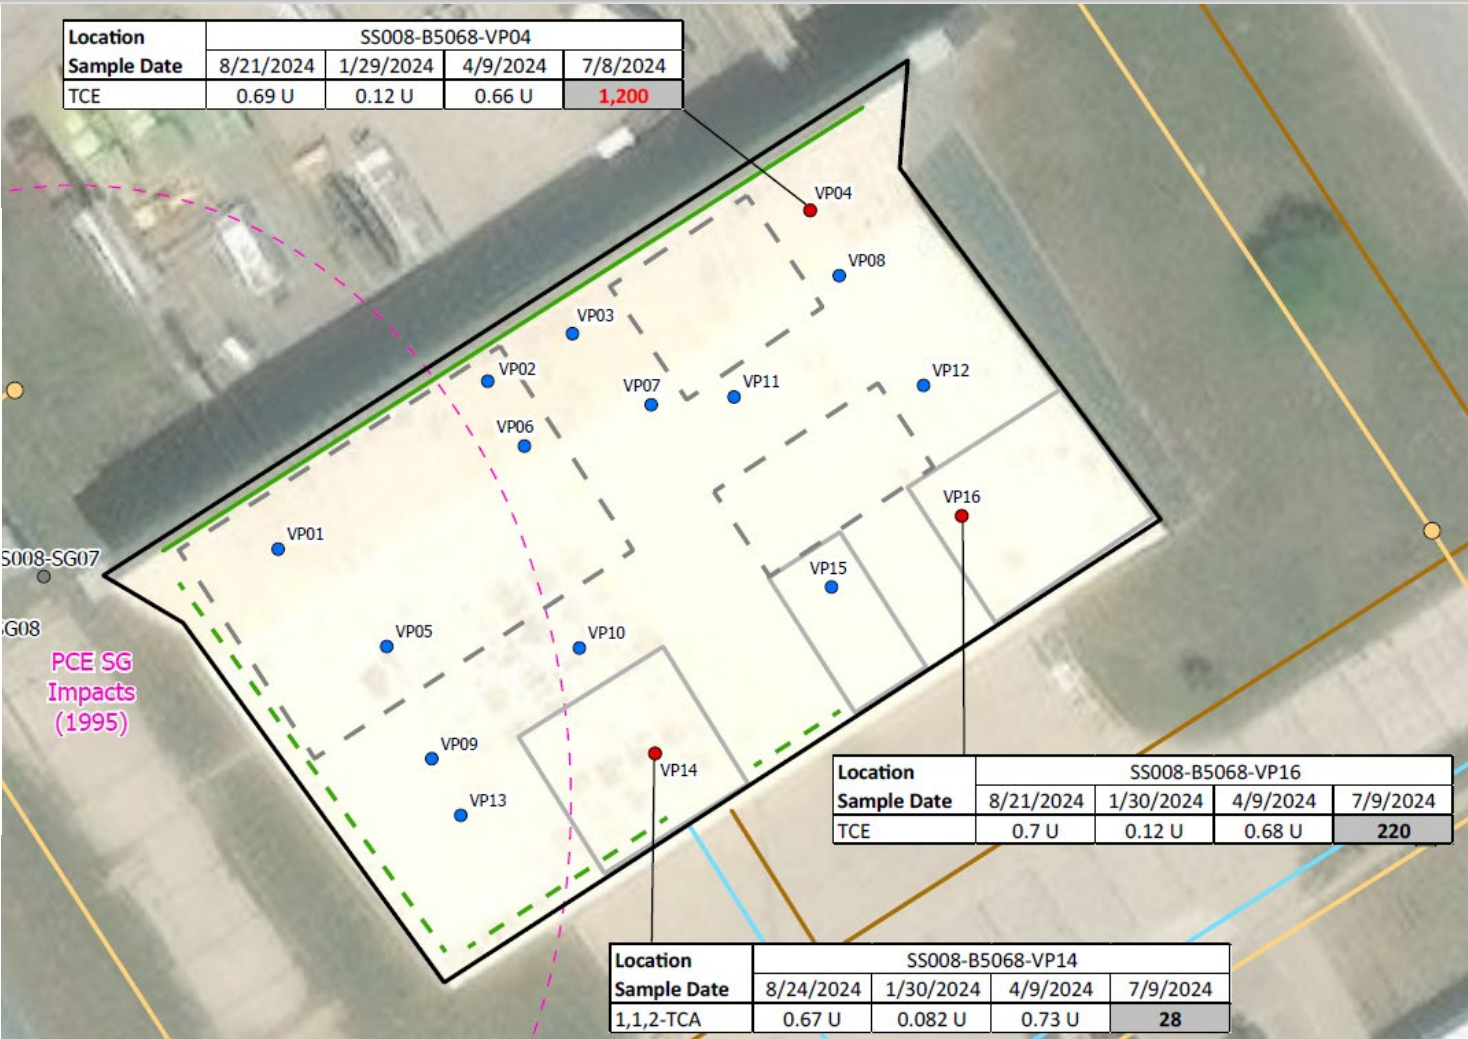 Location SS008-B5068-VP04
Sample Date 8/21/2024 1/29/2024 4/9/2024 7/8/2024
TCE 0.69 U 0.12 U 0.66 U 1,200
VP04
VP08
VP03
VP02
VP07
VP11
VP12
VP06
VP16
VP01
S008-SG07
VP15
SG08
VP05
VP10
PCE SG
Impacts
(1995)
VP09
VP14
VP13
Location SS008-B5068-VP16
Sample Date 8/21/2024 1/30/2024 4/9/2024 7/9/2024
TCE 0.7 U 0.12 U 0.68 U 220
Location SS008-B5068-VP14
Sample Date 8/24/2024 1/30/2024 4/9/2024 7/9/2024
1,1,2-TCA 0.67 U 0.082 U 0.73 U 28